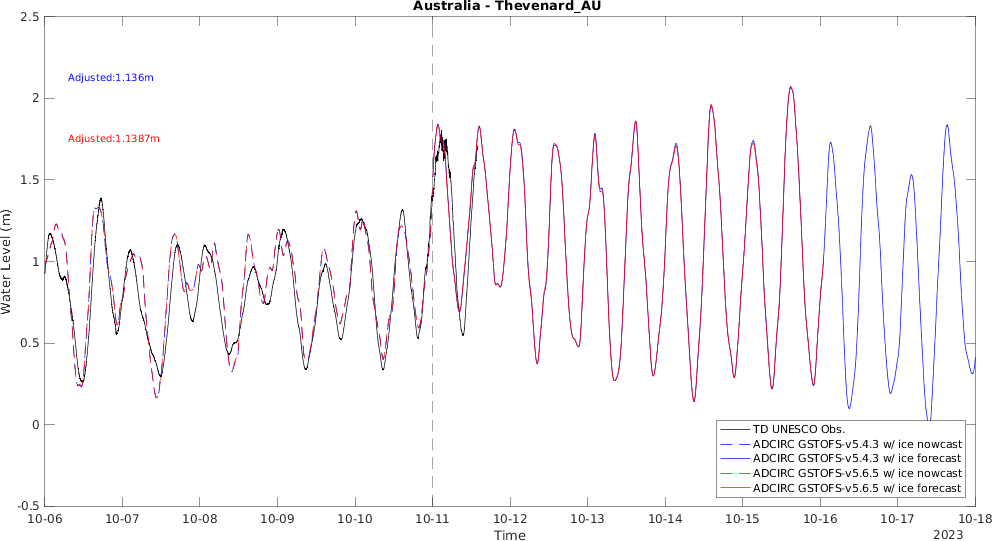 Australia - Thevenard_AU
2.5
2
1.5
1
0.5
0
-0.5
Water Level (m)
Adjusted:1.136m
Adjusted:1.1387m
TD UNESCO Obs.
ADCIRC GSTOFS-v5.4.3 w/ ice nowcast
ADCIRC GSTOFS-v5.4.3 w/ ice forecast
ADCIRC GSTOFS-v5.6.5 w/ ice nowcast
ADCIRC GSTOFS-v5.6.5 w/ ice forecast
10-06 10-07 10-08 10-09 10-10 10-11 10-12 10-13 10-14 10-15 10-16 10-17 10-18
Time
2023